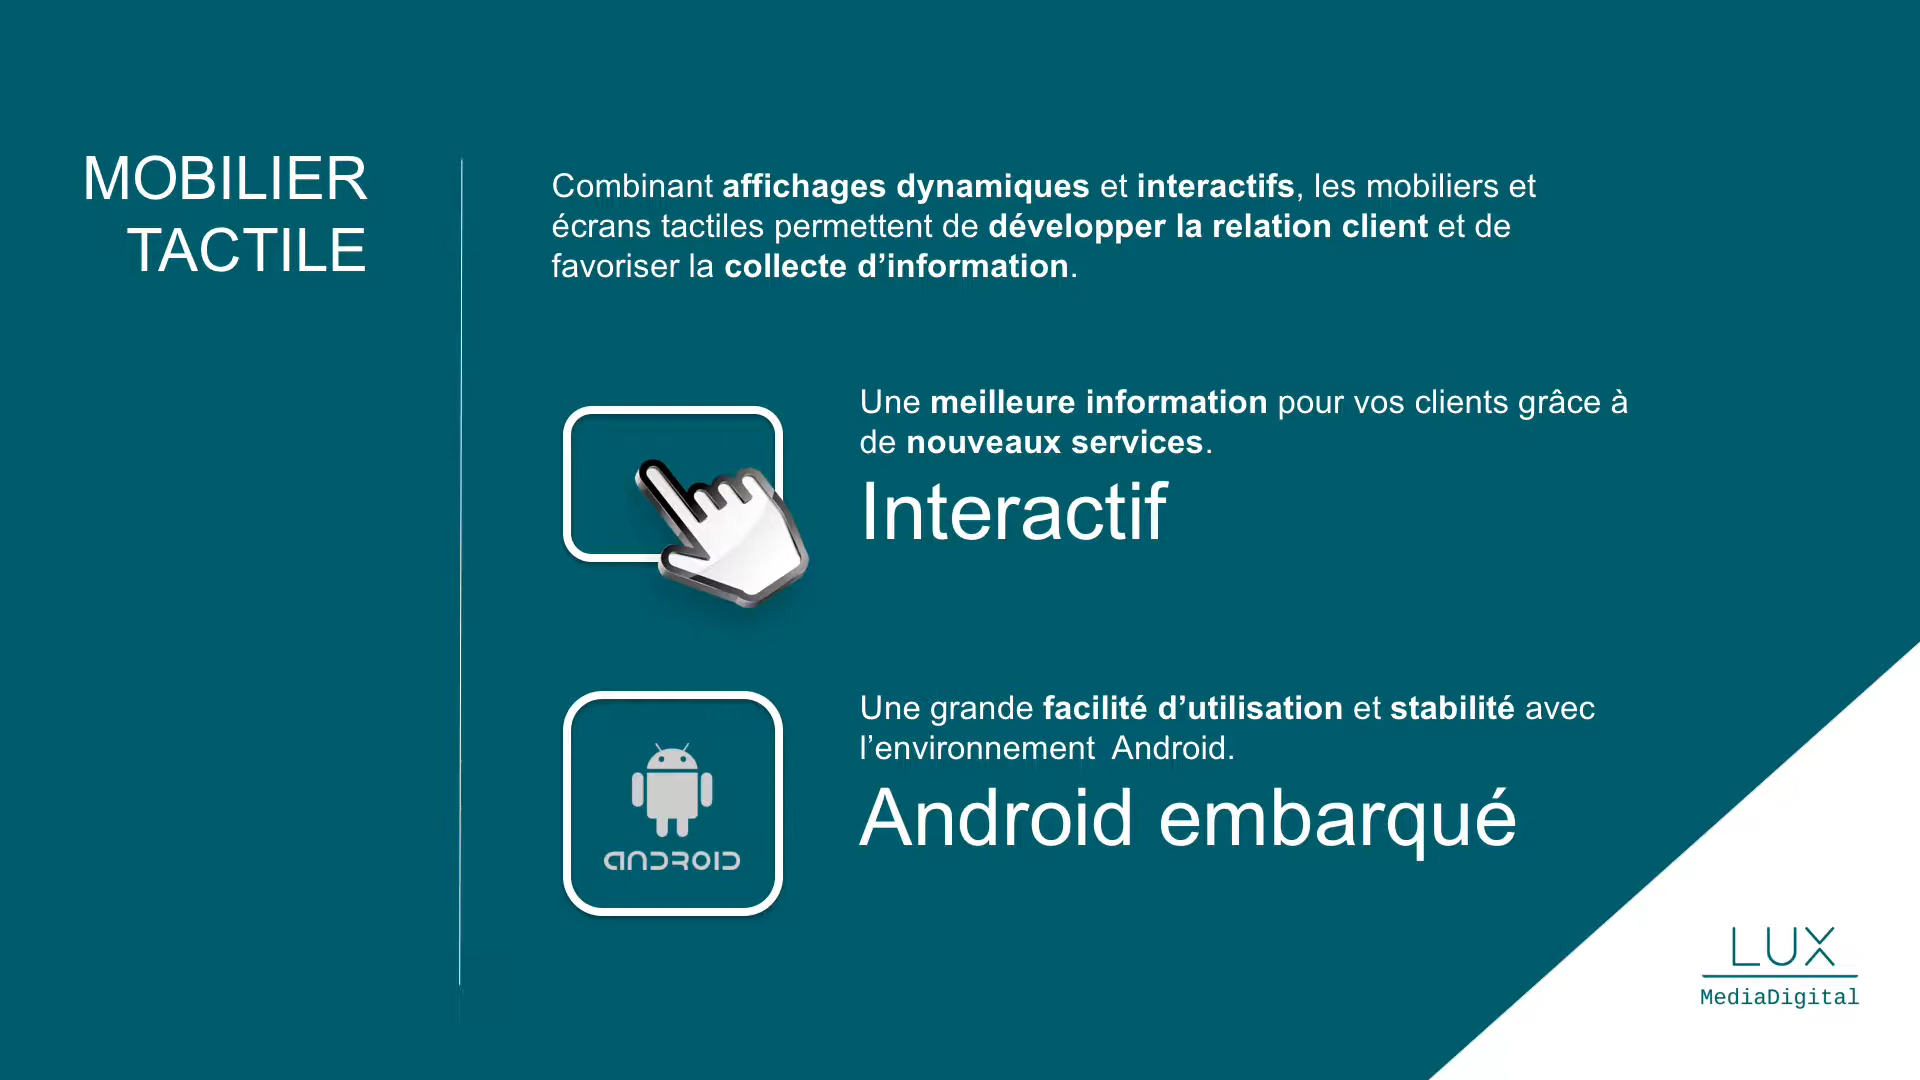 MOBILIER
TACTILE
Combinant affichages dynamiques et interactifs, les mobiliers et
écrans tactiles permettent de développer la relation client et de
favoriser la collecte d’information.
Une meilleure information pour vos clients grâce à
de nouveaux services.
Interactif
Une grande facilité d’utilisation et stabilité avec
l’environnement  Android.
Android embarqué
ANDROID
LUX
MediaDigital